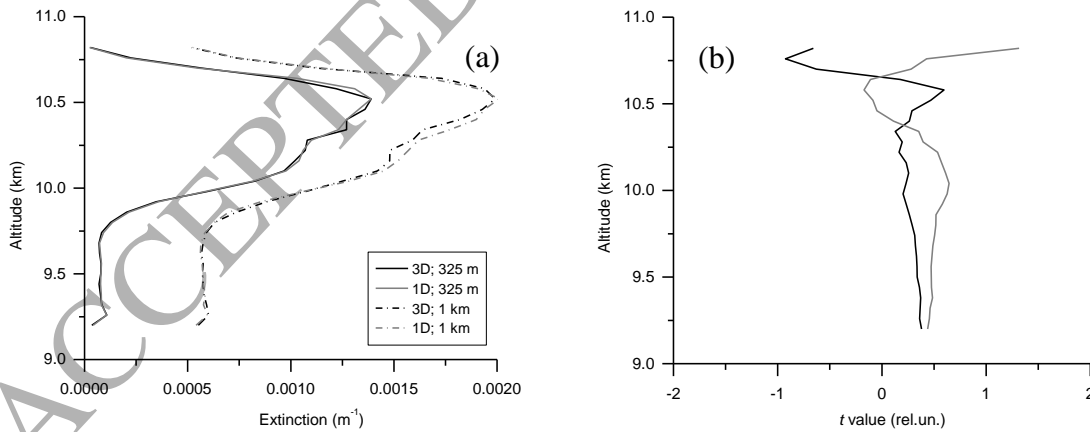 ACCEPTED
(a)
11.0
10.5
10.0
9.5
9.0
Altitude (km)
0.0000 0.0005 0.0010 0.0015 0.0020
Extinction (m⁻¹)
3D; 325 m
1D; 325 m
3D; 1 km
1D; 1 km
(b)
11.0
10.5
10.0
9.5
9.0
Altitude (km)
-2 -1 0 1 2
t value (rel.un.)